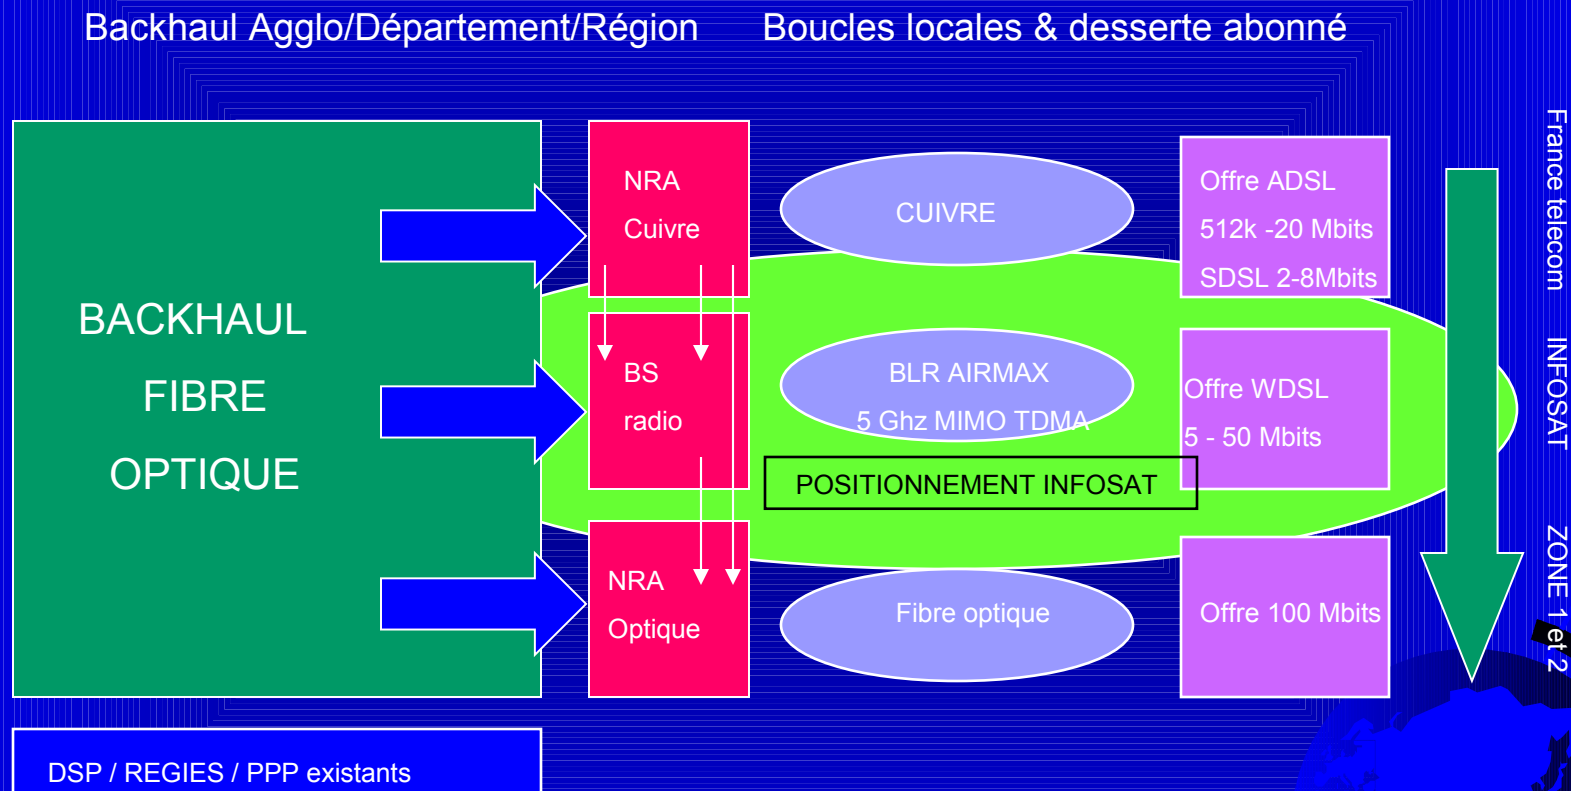 Backhaul Agglo/Département/Région
Boucles locales & desserte abonné
BACKHAUL
FIBRE
OPTIQUE
NRA
Cuivre
CUIVRE
Offre ADSL
512k -20 Mbits
SDSL 2-8Mbits
BS
radio
BLR AIRMAX
5 Ghz MIMO TDMA
Offre WDSL
5 - 50 Mbits
POSITIONNEMENT INFOSAT
NRA
Optique
Fibre optique
Offre 100 Mbits
France telecom INFOSAT ZONE 1 et 2
DSP / REGIES / PPP existants